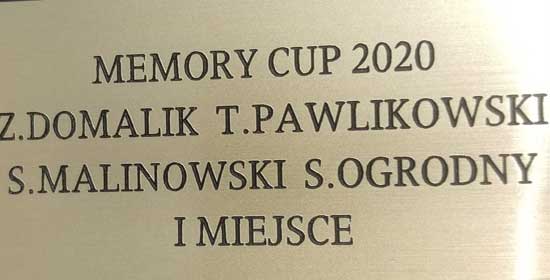 MEMORY CUP 2020
Z.DOMALIK T.PAWLIKOWSKI
S.MALINOWSKI S.OGRODNY
I MIEJSCE